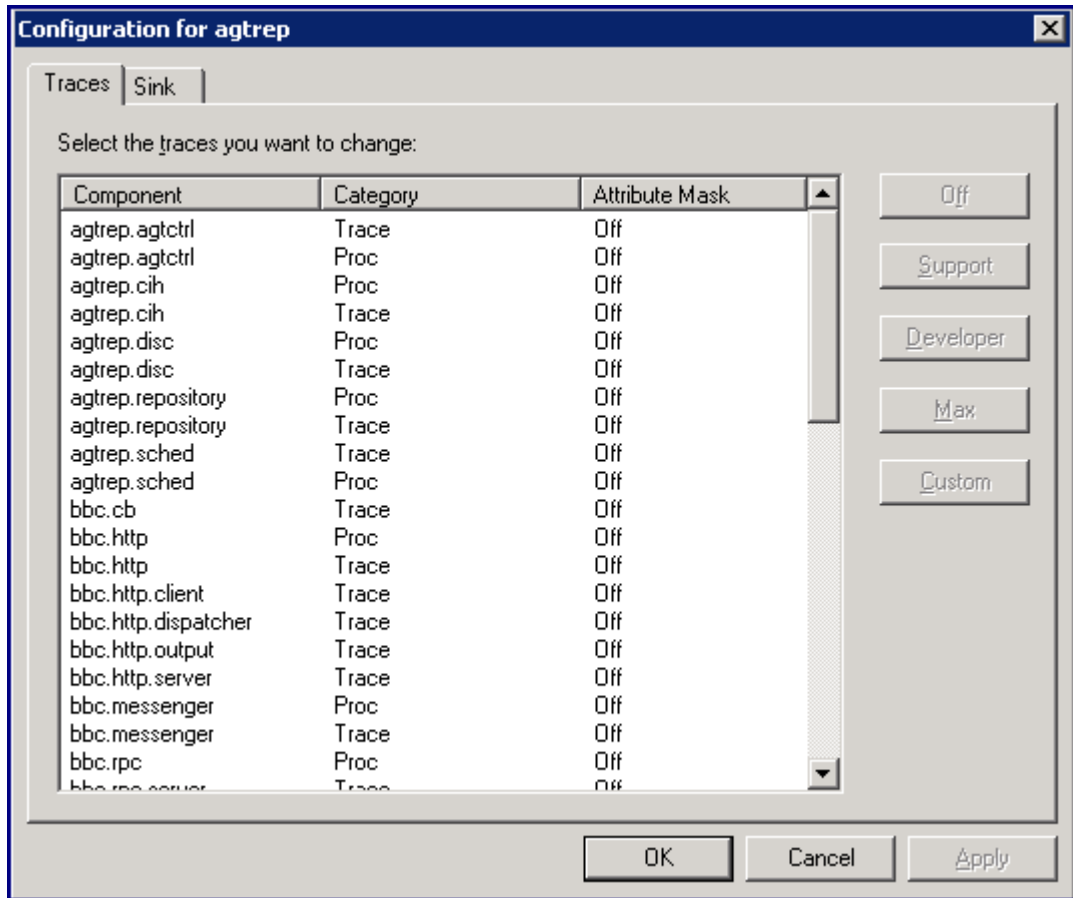 Configuration for agtrep
Traces Sink
Select the traces you want to change:
Component Category Attribute Mask Off
agtrep.agtctrl Trace Off
agtrep.agtctrl Proc Off Support
agtrep.cih Proc Off
agtrep.cih Trace Off
agtrep.disc Proc Off Developer
agtrep.disc Trace Off
agtrep.repository Proc Off Max
agtrep.repository Trace Off
agtrep.sched Trace Off
agtrep.sched Proc Off Custom
bbc.cb Trace Off
bbc.http Proc Off
bbc.http Trace Off
bbc.http.client Trace Off
bbc.http.dispatcher Trace Off
bbc.http.output Trace Off
bbc.http.server Trace Off
bbc.messenger Proc Off
bbc.messenger Trace Off
bbc.rpc Proc Off
bbc.rpc.server Trace Off
OK Cancel Apply